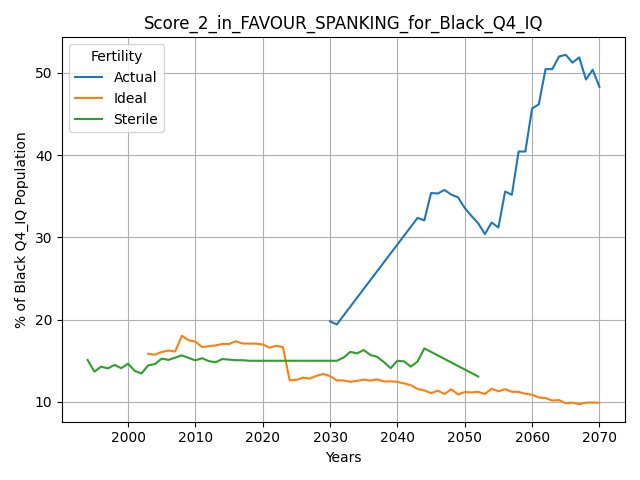 Score_2_in_FAVOUR_SPANKING_for_Black_Q4_IQ
Fertility
Actual
Ideal
Sterile
% of Black Q4_IQ Population
50
40
30
20
10
2000
2010
2020
2030
2040
2050
2060
2070
Years